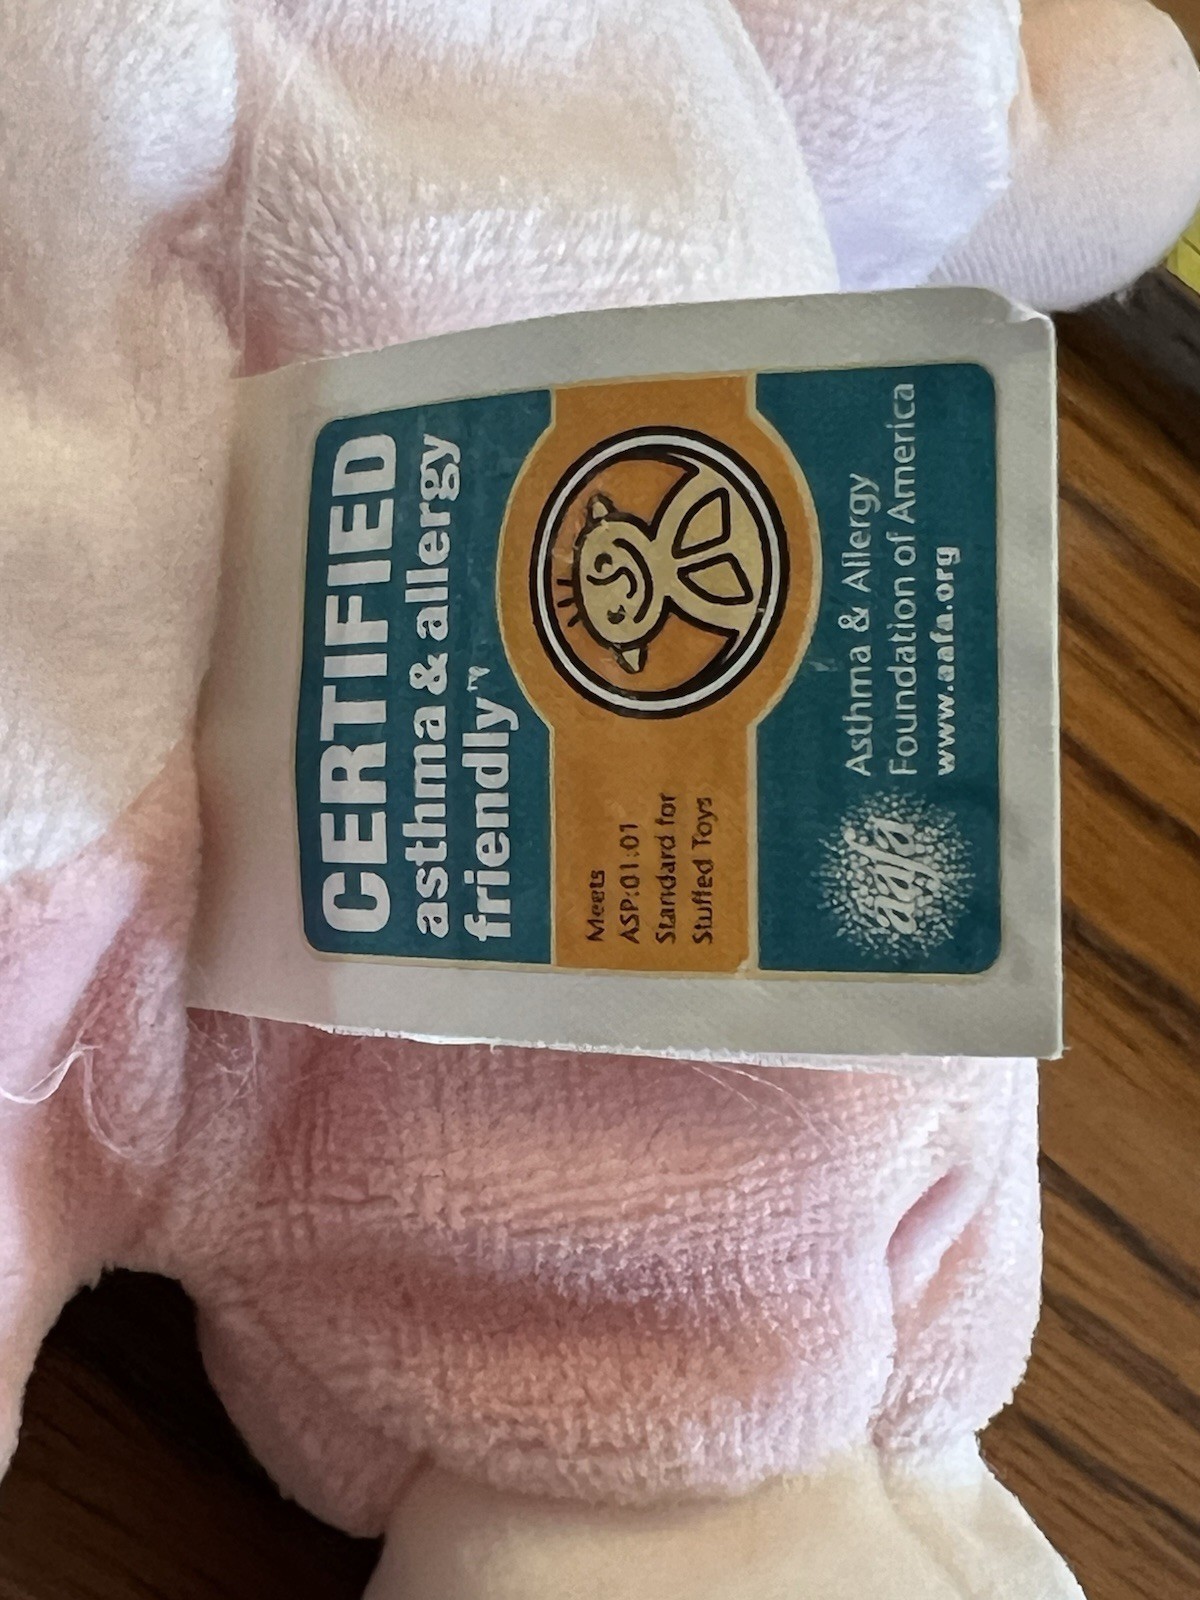 CERTIFIED
asthma & allergy
friendly™
Meets
ASP:01:01
Standard for
Stuffed Toys
aafa
Asthma & Allergy
Foundation of America
www.aafa.org